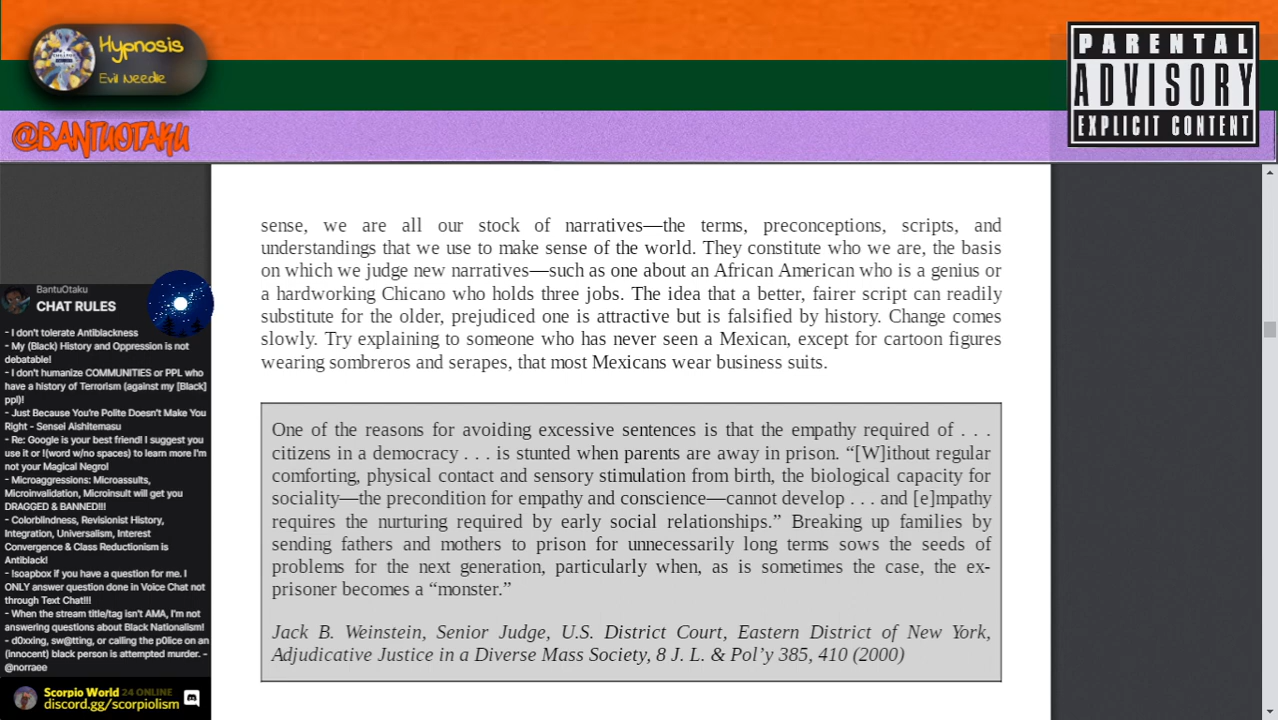 Hypnosis
Evil Needle
PARENTAL
ADVISORY
EXPLICIT CONTENT
@BANTUOTAKU
sense, we are all our stock of narratives—the terms, preconceptions, scripts, and
understandings that we use to make sense of the world. They constitute who we are, the basis
on which we judge new narratives—such as one about an African American who is a genius or
a hardworking Chicano who holds three jobs. The idea that a better, fairer script can readily
substitute for the older, prejudiced one is attractive but is falsified by history. Change comes
slowly. Try explaining to someone who has never seen a Mexican, except for cartoon figures
wearing sombreros and serapes, that most Mexicans wear business suits.
One of the reasons for avoiding excessive sentences is that the empathy required of . . .
citizens in a democracy . . . is stunted when parents are away in prison. “[W]ithout regular
comforting, physical contact and sensory stimulation from birth, the biological capacity for
sociality—the precondition for empathy and conscience—cannot develop . . . and [e]mpathy
requires the nurturing required by early social relationships.” Breaking up families by
sending fathers and mothers to prison for unnecessarily long terms sows the seeds of
problems for the next generation, particularly when, as is sometimes the case, the ex-
prisoner becomes a “monster.”
Jack B. Weinstein, Senior Judge, U.S. District Court, Eastern District of New York,
Adjudicative Justice in a Diverse Mass Society, 8 J. L. & Pol’y 385, 410 (2000)
BantuOtaku
CHAT RULES
- I don't tolerate Antiblackness
- My (Black) History and Oppression is not
debatable!
- I don't humanize COMMUNITIES or PPL who
have a history of Terrorism (against my [Black]
ppl)!
- Just Because You're Polite Doesn't Make You
Right - Sensei Aishitemasu
- Re: Google is your best friend! I suggest you
use it or !(word w/no spaces) to learn more I'm
not your Magical Negro!
- Microaggressions: Microassults,
Microinvalidation, Microinsult will get you
DRAGGED & BANNED!!!
- Colorblindness, Revisionist History,
Integration, Universalism, Interest
Convergence & Class Reductionism is
Antiblack!
- !soapbox if you have a question for me. I
ONLY answer question done in Voice Chat not
through Text Chat!!!
- When the stream title/tag isn't AMA, I'm not
answering questions about Black Nationalism!
- d0xxing, sw@tting, or calling the p0lice on an
(innocent) black person is attempted murder. -
@norraee
Scorpio World 24 ONLINE
discord.gg/scorpiolism